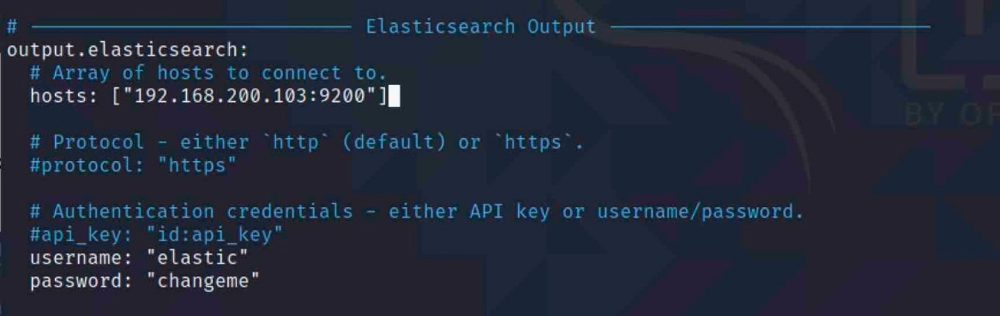 # ──────────────────────────── Elasticsearch Output ────────────────────────────
output.elasticsearch:
  # Array of hosts to connect to.
  hosts: ["192.168.200.103:9200"]
  # Protocol - either `http` (default) or `https`.
  #protocol: "https"
  # Authentication credentials - either API key or username/password.
  #api_key: "id:api_key"
  username: "elastic"
  password: "changeme"